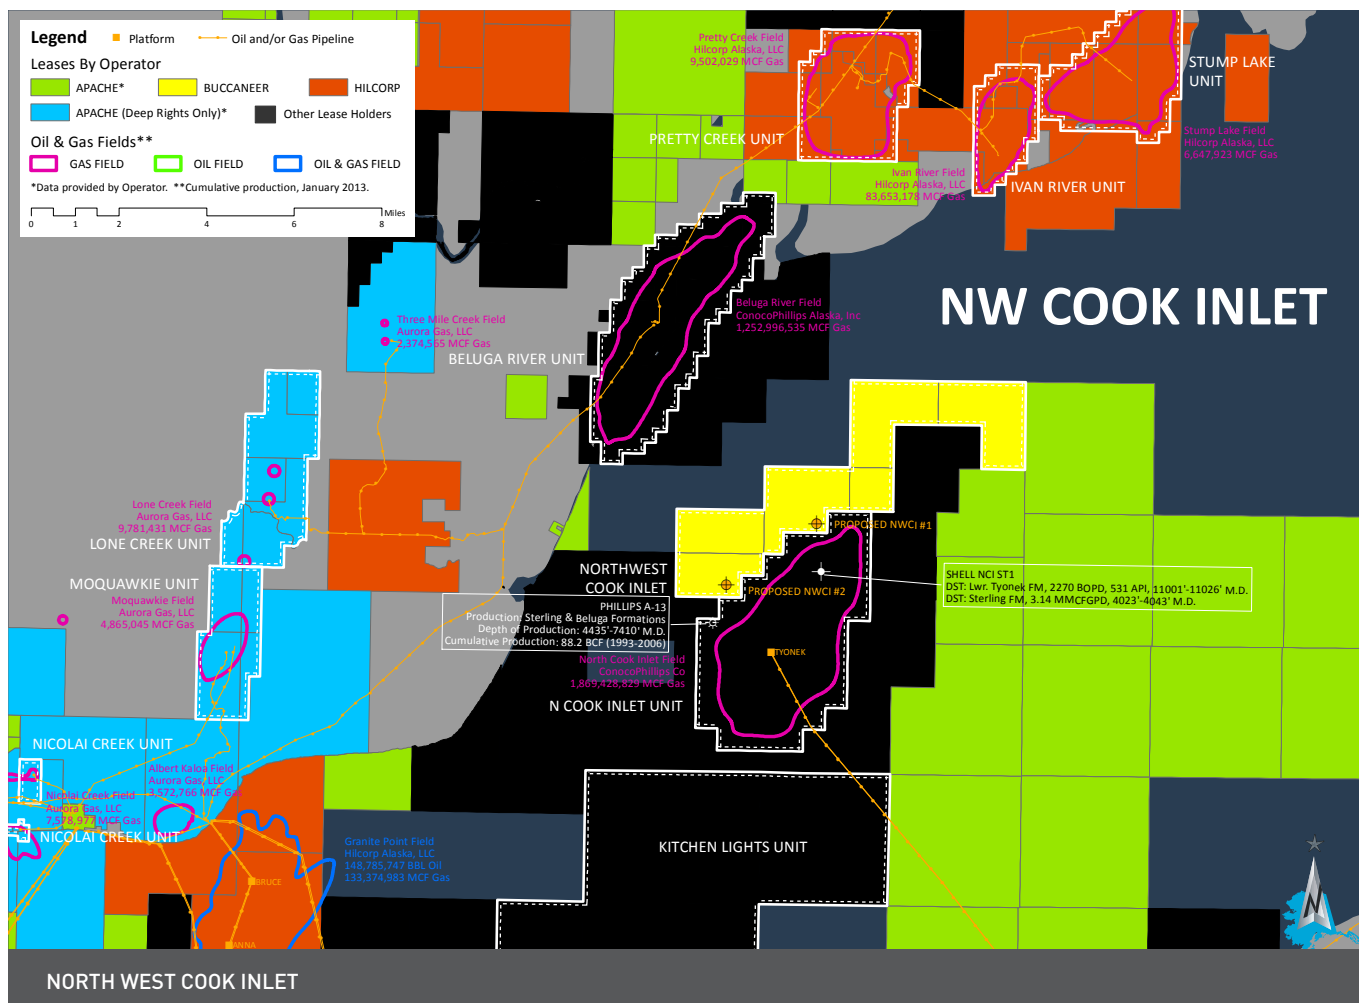 Legend
Platform
Oil and/or Gas Pipeline
Leases By Operator
APACHE*
BUCCANEER
HILCORP
APACHE (Deep Rights Only)*
Other Lease Holders
Oil & Gas Fields**
GAS FIELD
OIL FIELD
OIL & GAS FIELD
*Data provided by Operator. **Cumulative production, January 2013.
Miles
0 1 2 4 6 8
Pretty Creek Field
Hilcorp Alaska, LLC
9,502,029 MCF Gas
PRETTY CREEK UNIT
STUMP LAKE
UNIT
Stump Lake Field
Hilcorp Alaska, LLC
6,647,923 MCF Gas
Ivan River Field
Hilcorp Alaska, LLC
83,653,178 MCF Gas
IVAN RIVER UNIT
NW COOK INLET
Beluga River Field
ConocoPhillips Alaska, Inc
1,252,996,535 MCF Gas
Three Mile Creek Field
Aurora Gas, LLC
2,374,565 MCF Gas
BELUGA RIVER UNIT
Lone Creek Field
Aurora Gas, LLC
9,781,431 MCF Gas
LONE CREEK UNIT
PROPOSED NWCI #1
NORTHWEST
COOK INLET
PROPOSED NWCI #2
SHELL NCI ST1
DST: Lwr. Tyonek FM, 2270 BOPD, 531 API, 11001'-11026' M.D.
DST: Sterling FM, 3.14 MMCFGPD, 4023'-4043' M.D.
MOQUAWKIE UNIT
Moquawkie Field
Aurora Gas, LLC
4,865,045 MCF Gas
PHILLIPS A-13
Production: Sterling & Beluga Formations
Depth of Production: 4435'-7410' M.D.
Cumulative Production: 88.2 BCF (1993-2006)
North Cook Inlet Field
ConocoPhillips Co
1,869,428,829 MCF Gas
TYONEK
N COOK INLET UNIT
NICOLAI CREEK UNIT
Albert Kaloa Field
Aurora Gas, LLC
3,572,766 MCF Gas
Nicolai Creek Field
Aurora Gas, LLC
7,578,977 MCF Gas
NICOLAI CREEK UNIT
Granite Point Field
Hilcorp Alaska, LLC
148,785,747 BBL Oil
133,374,983 MCF Gas
KITCHEN LIGHTS UNIT
BRUCE
ANNA
N
NORTH WEST COOK INLET